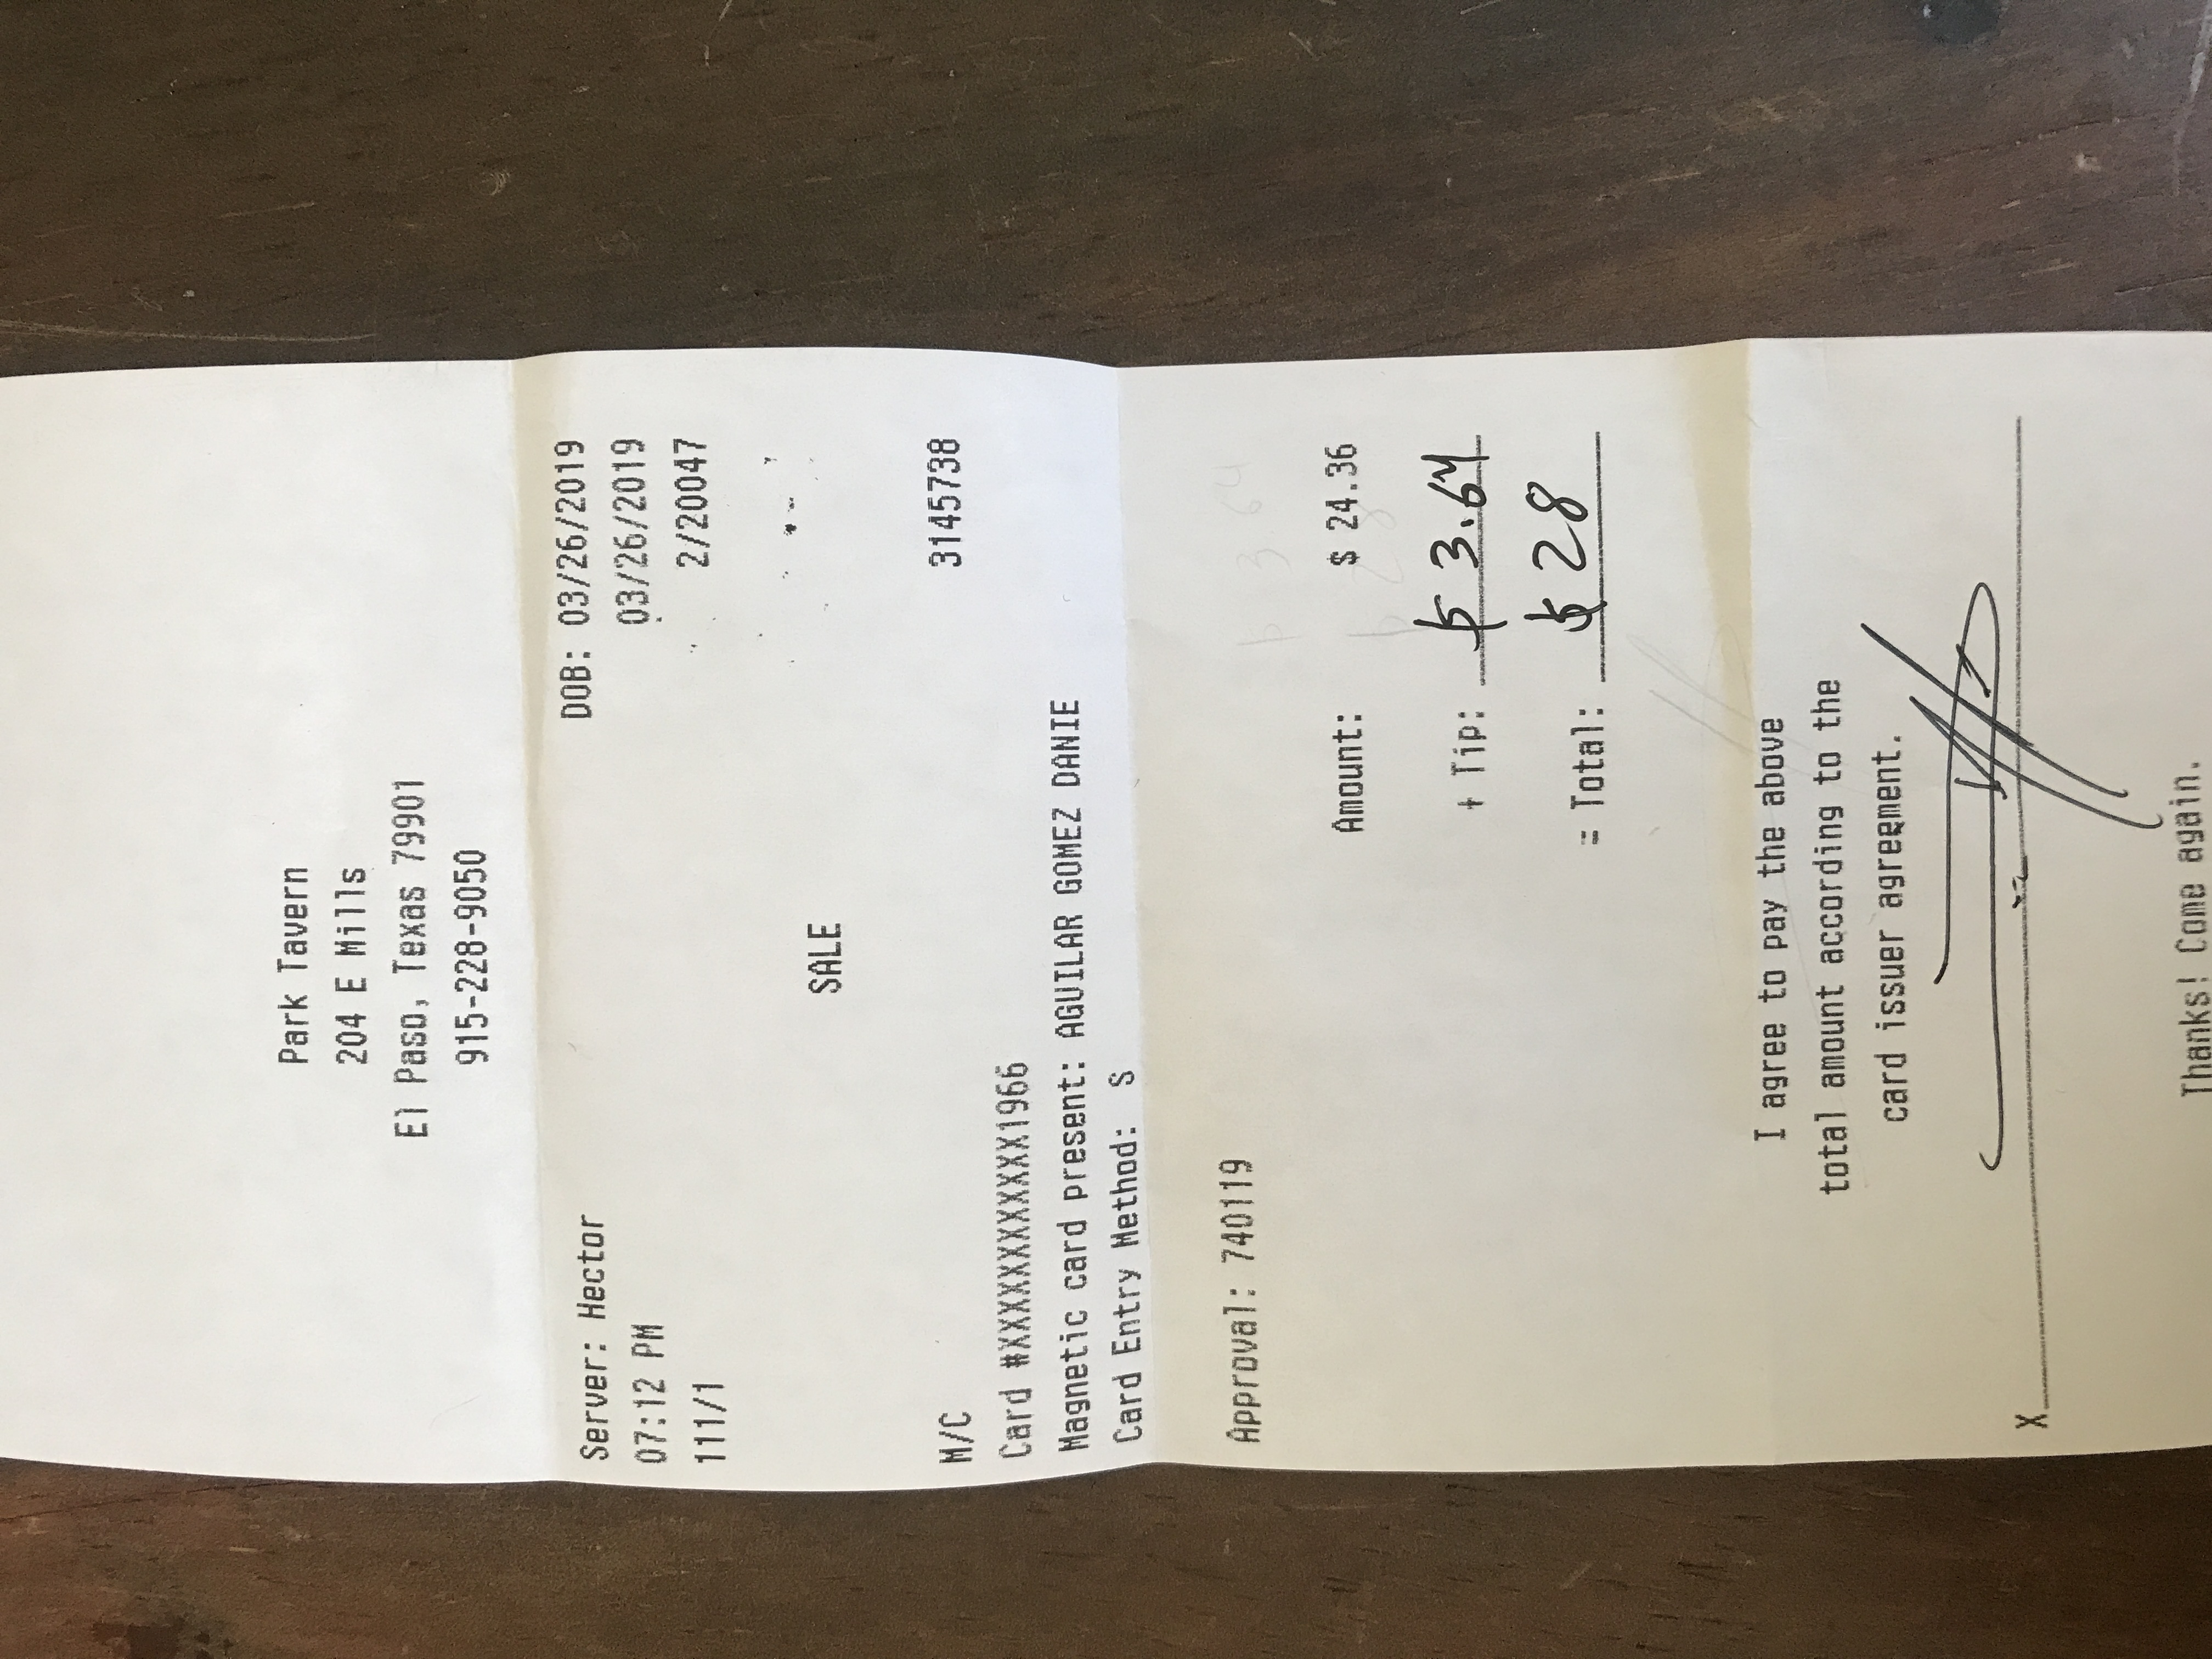 Park Tavern
204 E Mills
El Paso, Texas 79901
915-228-9050
Server: Hector DOB: 03/26/2019
07:12 PM 03/26/2019
111/1 2/20047
SALE
M/C 3145738
Card #XXXXXXXXXXXX1966
Magnetic card present: AGUILAR GOMEZ DANIE
Card Entry Method: S
Approval: 740119
Amount: $ 24.36
+ Tip: $ 3.64
= Total: $ 28
I agree to pay the above
total amount according to the
card issuer agreement.
X
Thanks! Come again.